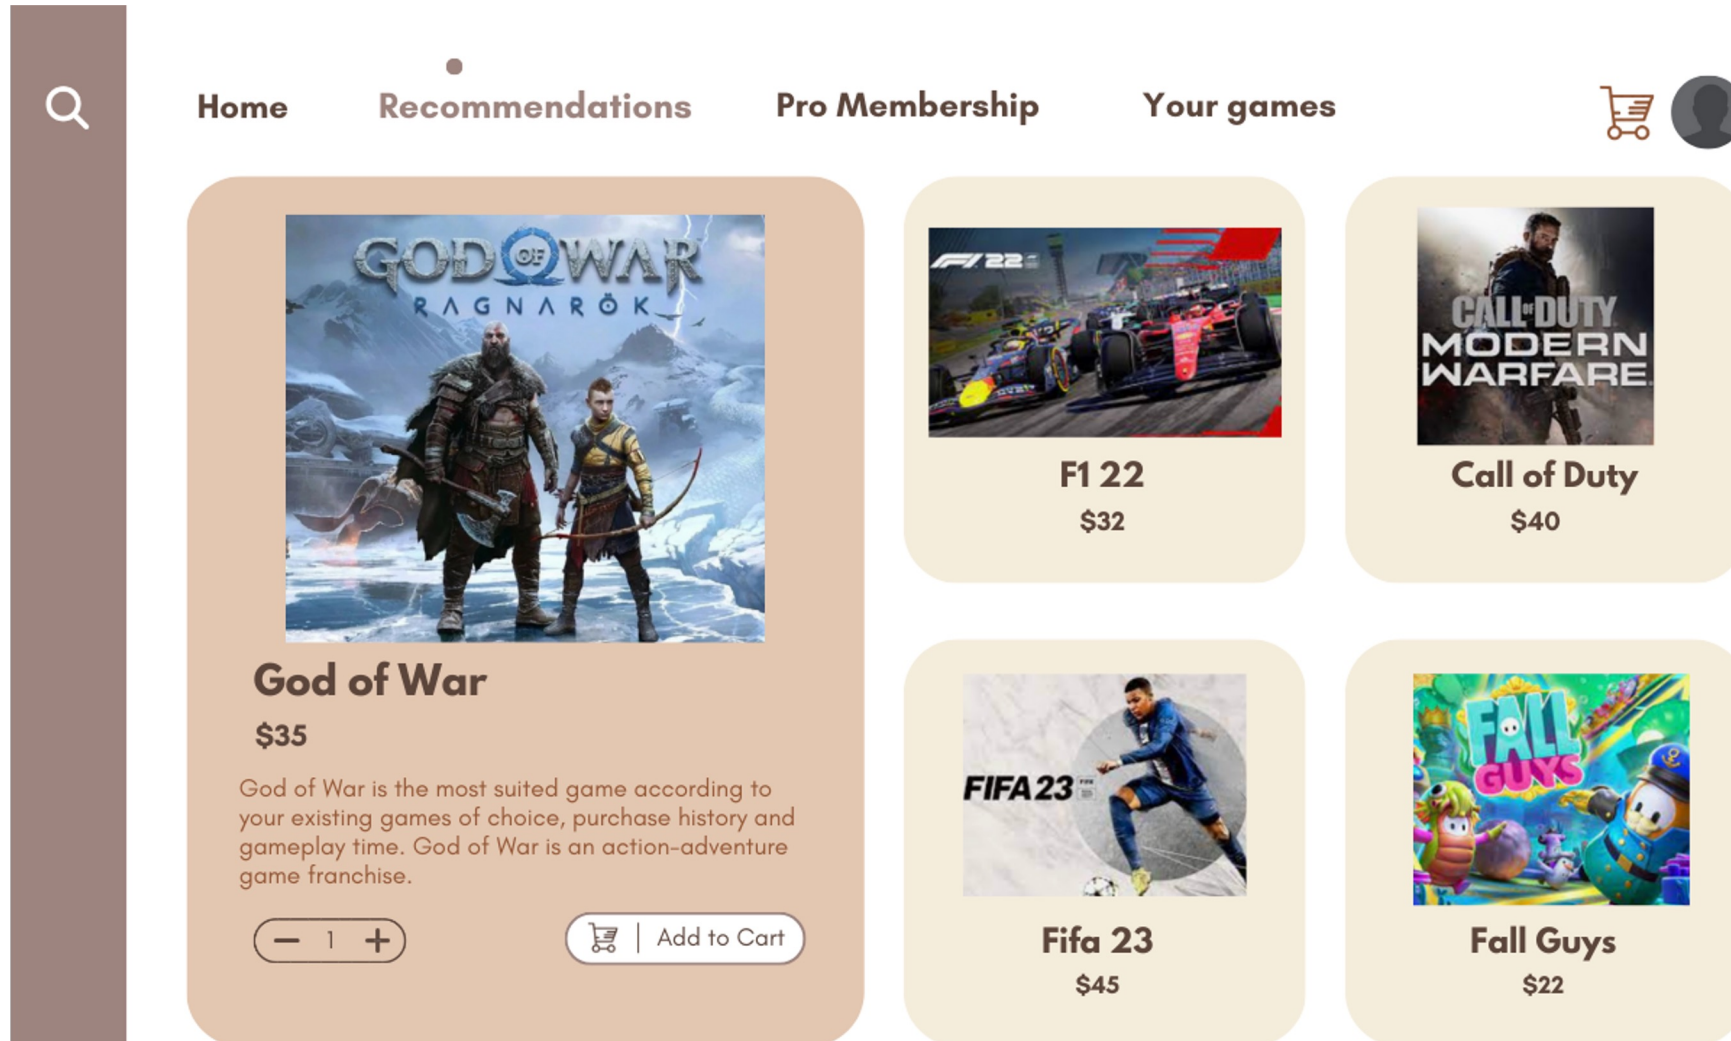 Home
Recommendations
Pro Membership
Your games
GOD OF WAR
RAGNARÖK
God of War
$35
God of War is the most suited game according to
your existing games of choice, purchase history and
gameplay time. God of War is an action-adventure
game franchise.
1
Add to Cart
F1 22
F1 22
$32
CALL OF DUTY
MODERN
WARFARE
Call of Duty
$40
FIFA 23
Fifa 23
$45
FALL
GUYS
Fall Guys
$22